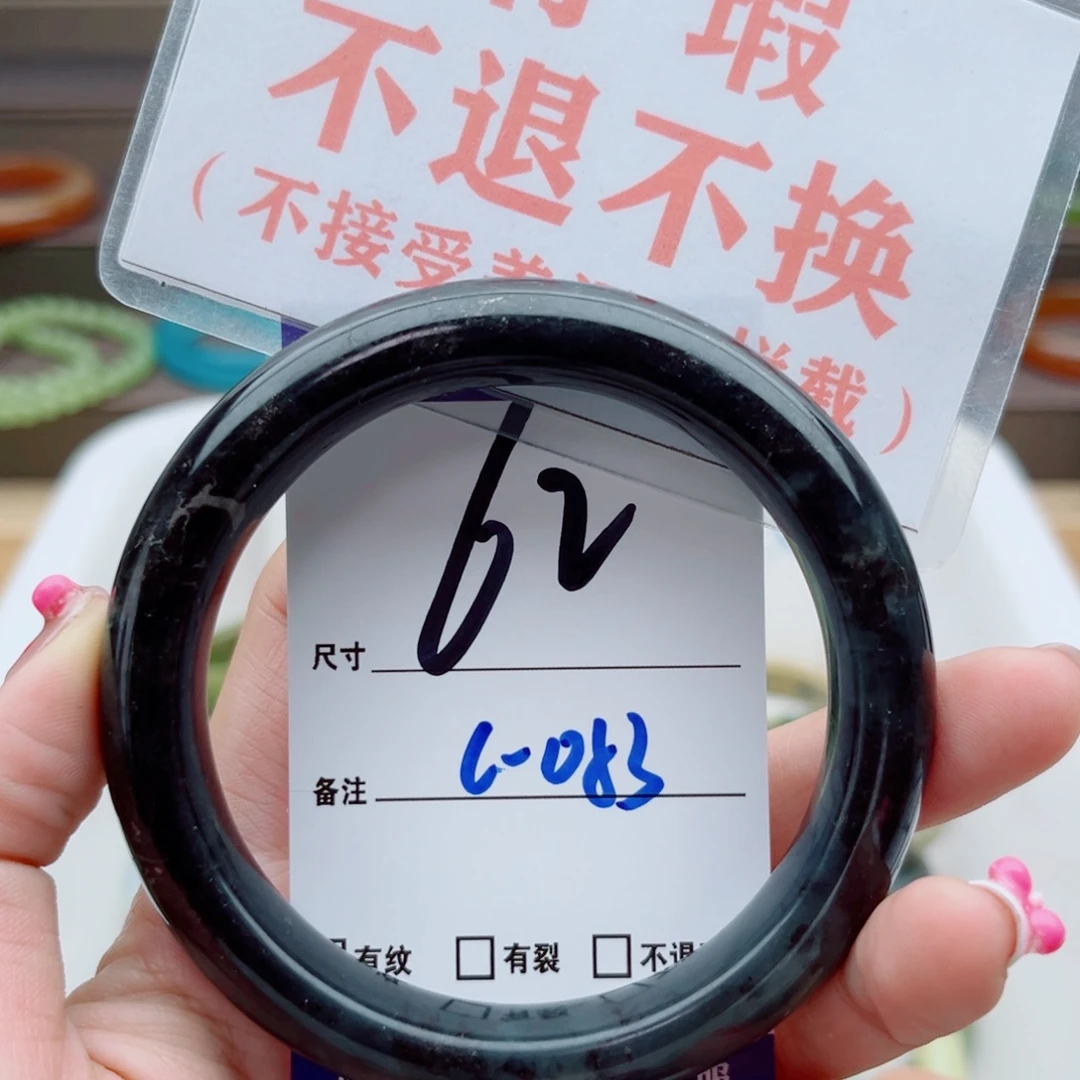 瑕
不退不换
（不接受 截）
62
尺寸
C-083
备注
有纹 有裂 不退